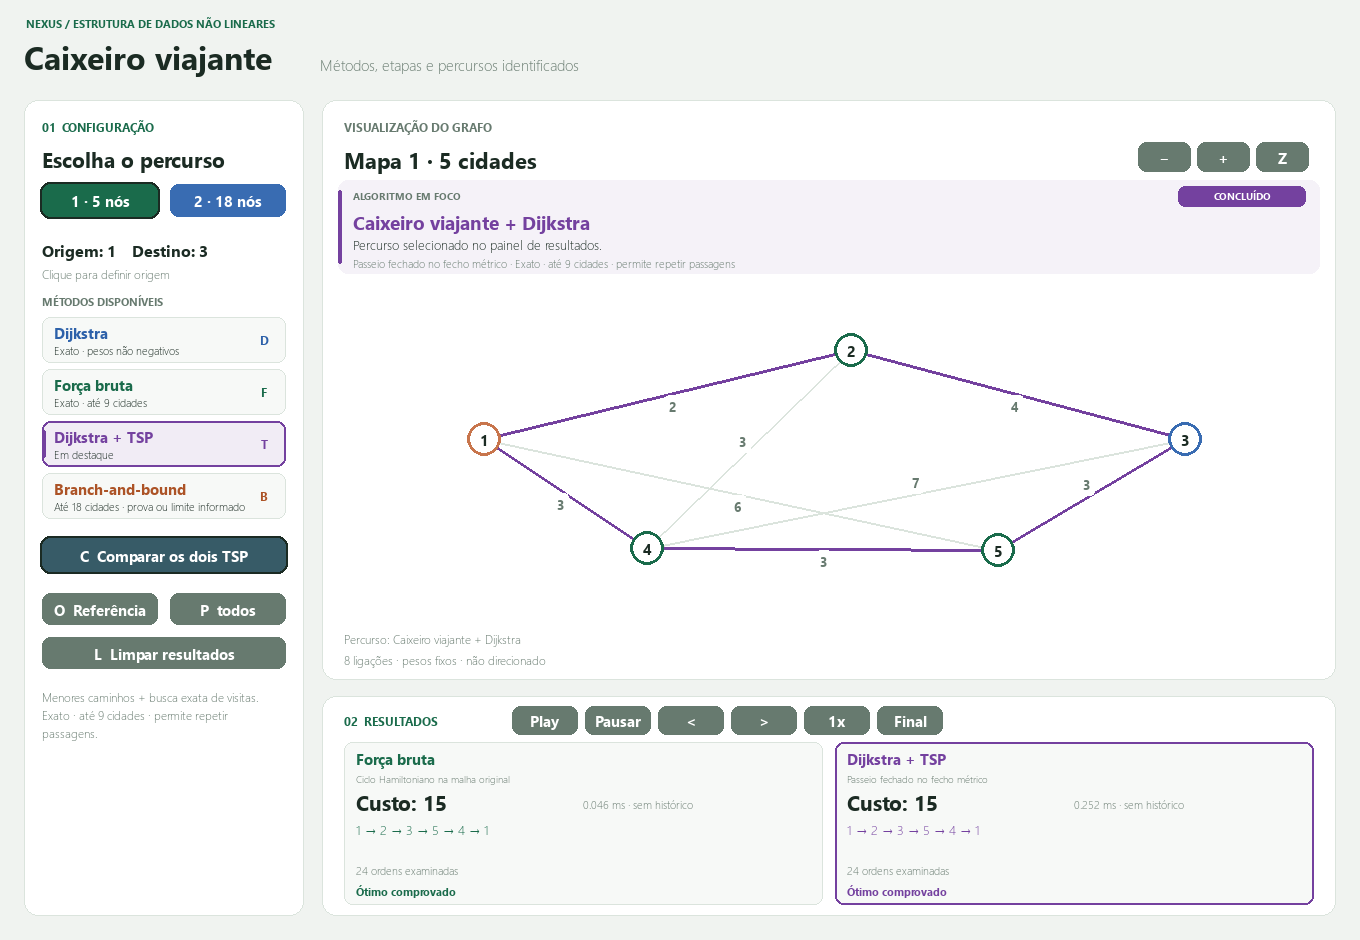 NEXUS / ESTRUTURA DE DADOS NÃO LINEARES
Caixeiro viajante
Métodos, etapas e percursos identificados
01 CONFIGURAÇÃO
Escolha o percurso
1 · 5 nós
2 · 18 nós
Origem: 1 Destino: 3
Clique para definir origem
MÉTODOS DISPONÍVEIS
Dijkstra
D
Exato · pesos não negativos
Força bruta
F
Exato · até 9 cidades
Dijkstra + TSP
T
Em destaque
Branch-and-bound
B
Até 18 cidades · prova ou limite informado
C Comparar os dois TSP
O Referência
P todos
L Limpar resultados
Menores caminhos + busca exata de visitas.
Exato · até 9 cidades · permite repetir
passagens.
VISUALIZAÇÃO DO GRAFO
Mapa 1 · 5 cidades
−
+
Z
ALGORITMO EM FOCO
CONCLUÍDO
Caixeiro viajante + Dijkstra
Percurso selecionado no painel de resultados.
Passeio fechado no fecho métrico · Exato · até 9 cidades · permite repetir passagens
2
2
4
1
3
3
7
3
3
6
4
5
3
Percurso: Caixeiro viajante + Dijkstra
8 ligações · pesos fixos · não direcionado
02 RESULTADOS
Play
Pausar
<
>
1x
Final
Força bruta
Ciclo Hamiltoniano na malha original
Custo: 15
0.046 ms · sem histórico
1 → 2 → 3 → 5 → 4 → 1
24 ordens examinadas
Ótimo comprovado
Dijkstra + TSP
Passeio fechado no fecho métrico
Custo: 15
0.252 ms · sem histórico
1 → 2 → 3 → 5 → 4 → 1
24 ordens examinadas
Ótimo comprovado